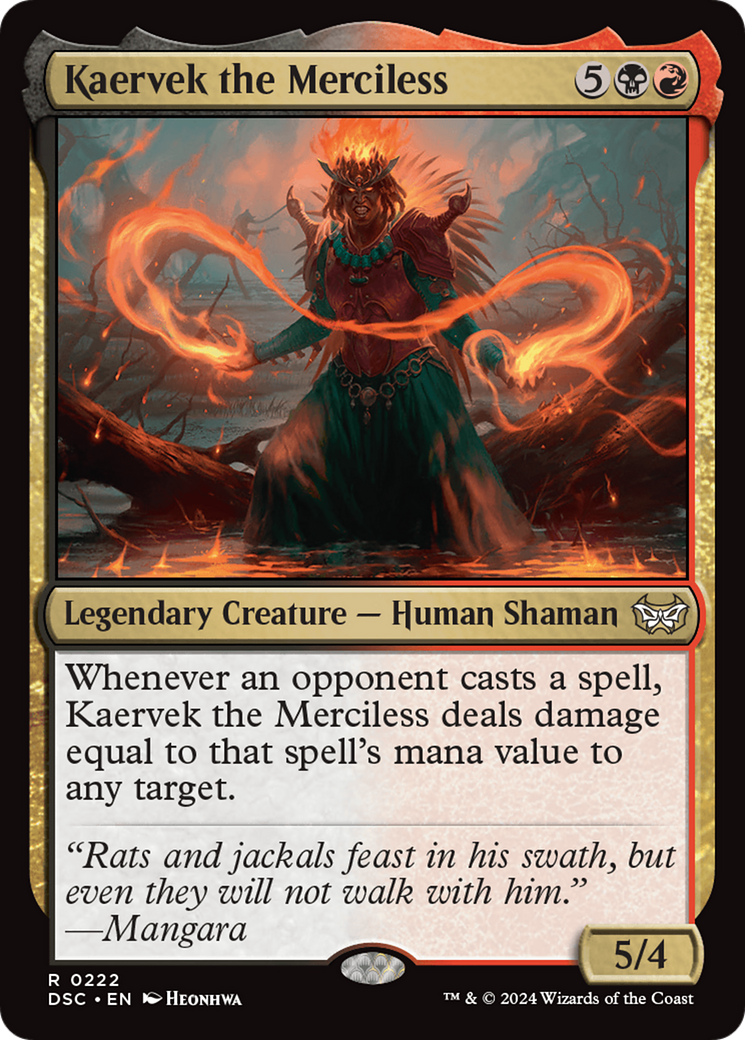 Kaervek the Merciless 5
Legendary Creature — Human Shaman
Whenever an opponent casts a spell,
Kaervek the Merciless deals damage
equal to that spell’s mana value to
any target.
“Rats and jackals feast in his swath, but
even they will not walk with him.”
—Mangara
5/4
R 0222
DSC • EN Heonhwa
™ & © 2024 Wizards of the Coast